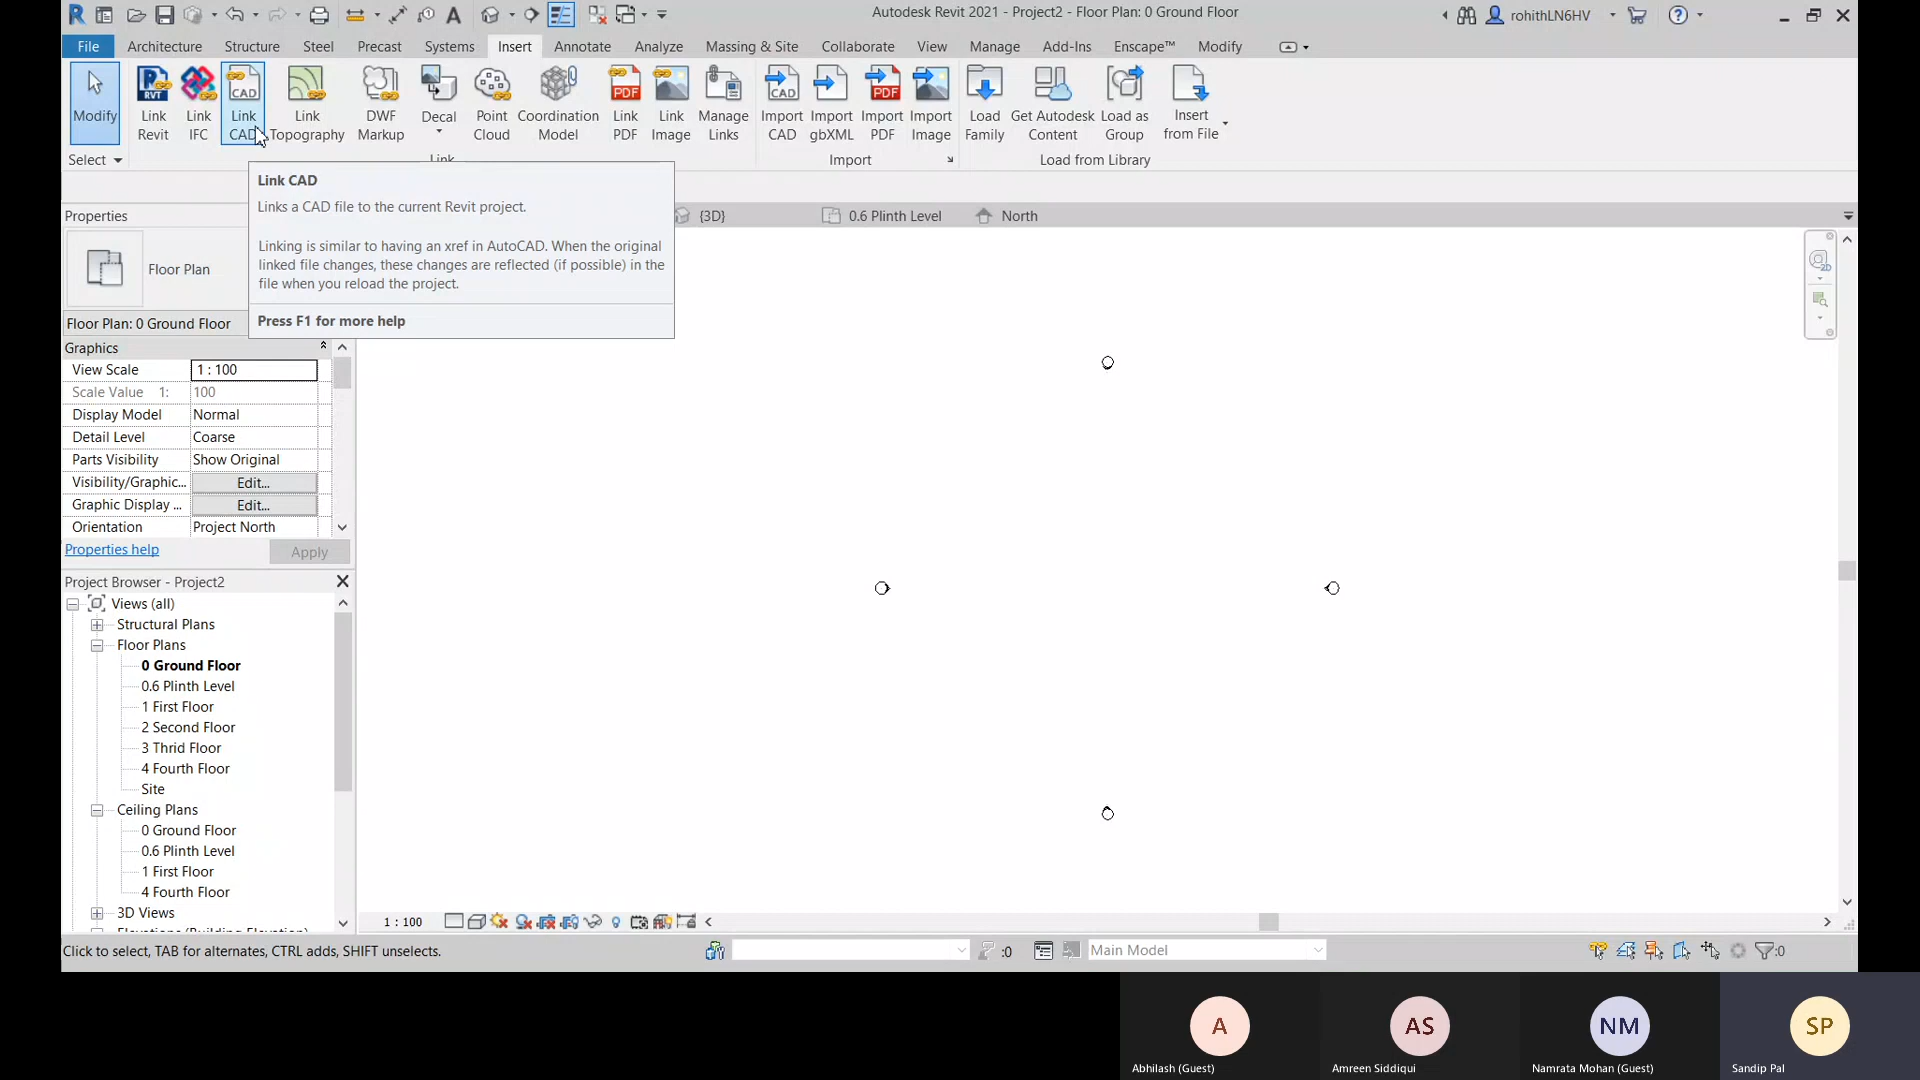 Autodesk Revit 2021 - Project2 - Floor Plan: 0 Ground Floor
rohithLN6HV
File Architecture Structure Steel Precast Systems Insert Annotate Analyze Massing & Site Collaborate View Manage Add-Ins Enscape™ Modify
Modify
Link Revit
Link IFC
Link CAD
Link Topography
DWF Markup
Decal
Point Cloud
Coordination Model
Link PDF
Link Image
Manage Links
Import CAD
Import gbXML
Import PDF
Import Image
Load Family
Get Autodesk Content
Load as Group
Insert from File
Select
Link
Import
Load from Library
Link CAD
Links a CAD file to the current Revit project.
Linking is similar to having an xref in AutoCAD. When the original
linked file changes, these changes are reflected (if possible) in the
file when you reload the project.
Press F1 for more help
{3D}
0.6 Plinth Level
North
Properties
Floor Plan
Floor Plan: 0 Ground Floor
Graphics
View Scale 1 : 100
Scale Value 1: 100
Display Model Normal
Detail Level Coarse
Parts Visibility Show Original
Visibility/Graphic... Edit...
Graphic Display ... Edit...
Orientation Project North
Properties help Apply
Project Browser - Project2
Views (all)
Structural Plans
Floor Plans
0 Ground Floor
0.6 Plinth Level
1 First Floor
2 Second Floor
3 Thrid Floor
4 Fourth Floor
Site
Ceiling Plans
0 Ground Floor
0.6 Plinth Level
1 First Floor
4 Fourth Floor
3D Views
Elevations (Building Elevation)
1 : 100
Click to select, TAB for alternates, CTRL adds, SHIFT unselects.
:0
Main Model
:0
A
AS
NM
SP
Abhilash (Guest)
Amreen Siddiqui
Namrata Mohan (Guest)
Sandip Pal